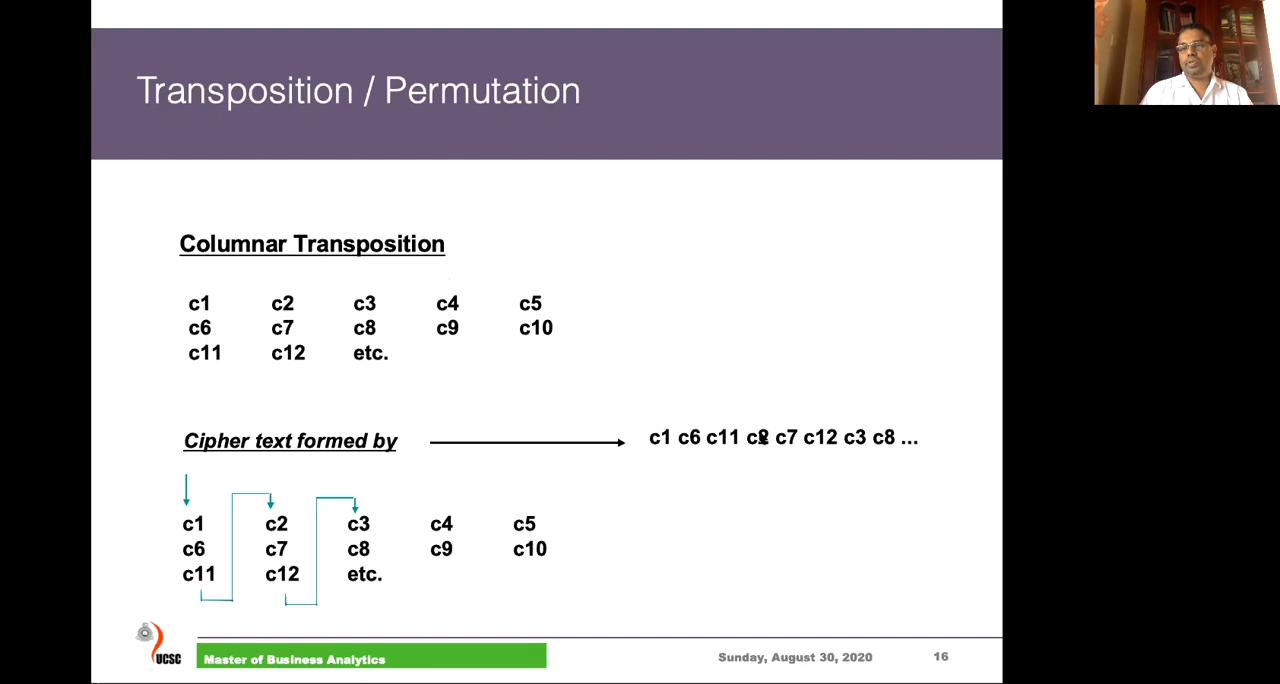 Transposition / Permutation
Columnar Transposition
c1 c2 c3 c4 c5
c6 c7 c8 c9 c10
c11 c12 etc.
Cipher text formed by
c1 c6 c11 c2 c7 c12 c3 c8 ...
c1 c2 c3 c4 c5
c6 c7 c8 c9 c10
c11 c12 etc.
UCSC
Master of Business Analytics
Sunday, August 30, 2020
16